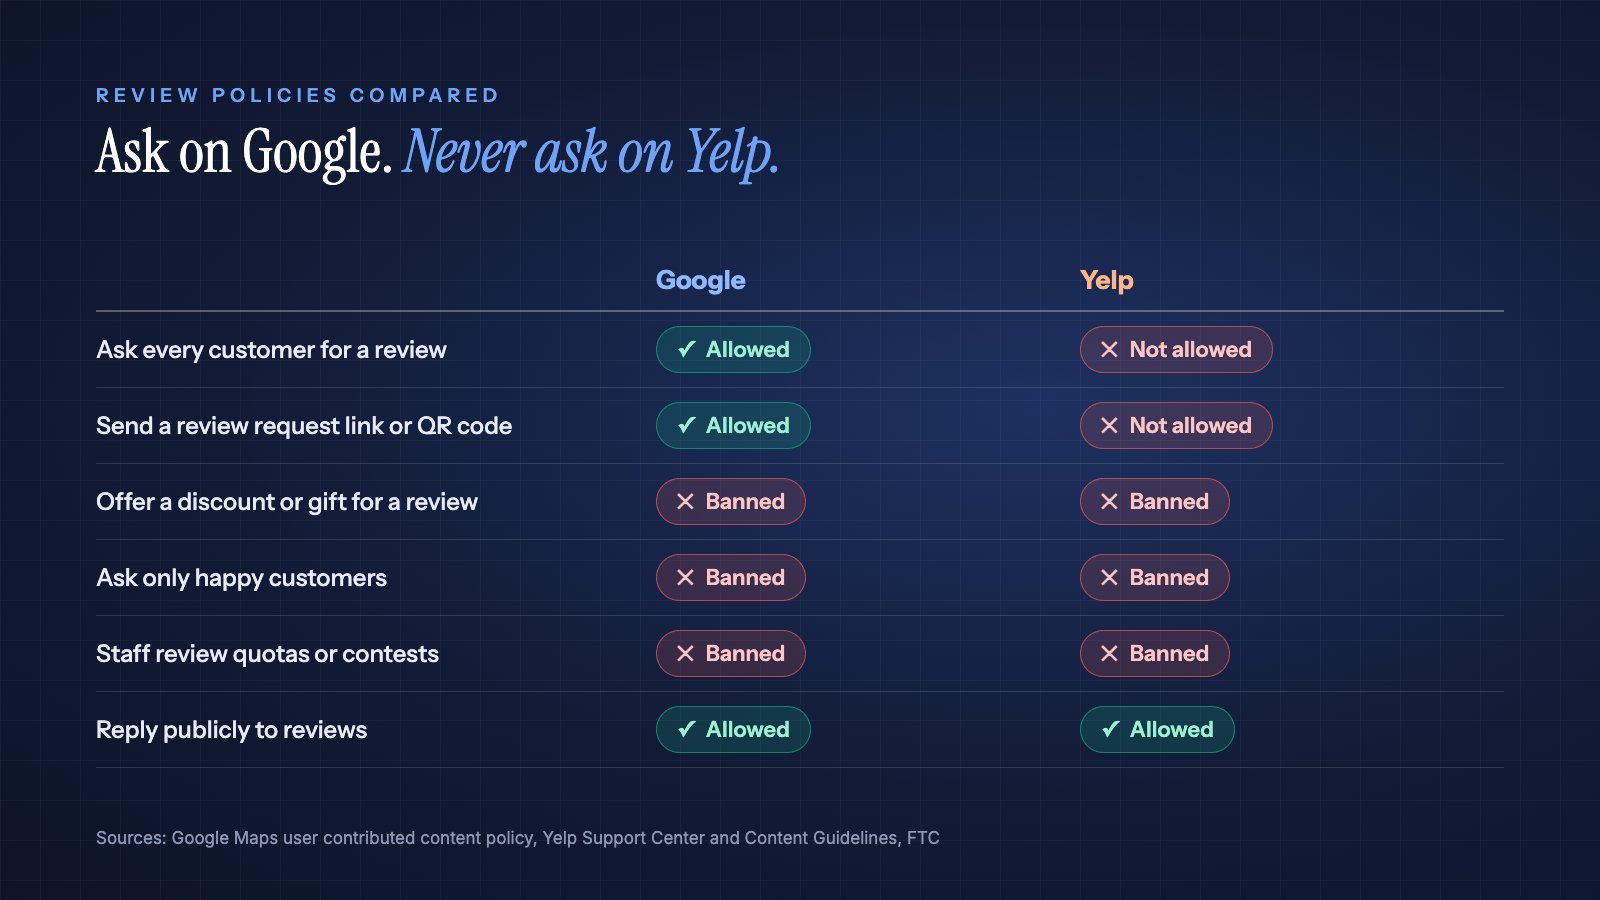 REVIEW POLICIES COMPARED
Ask on Google. Never ask on Yelp.
Google Yelp
Ask every customer for a review ✓ Allowed ✕ Not allowed
Send a review request link or QR code ✓ Allowed ✕ Not allowed
Offer a discount or gift for a review ✕ Banned ✕ Banned
Ask only happy customers ✕ Banned ✕ Banned
Staff review quotas or contests ✕ Banned ✕ Banned
Reply publicly to reviews ✓ Allowed ✓ Allowed
Sources: Google Maps user contributed content policy, Yelp Support Center and Content Guidelines, FTC